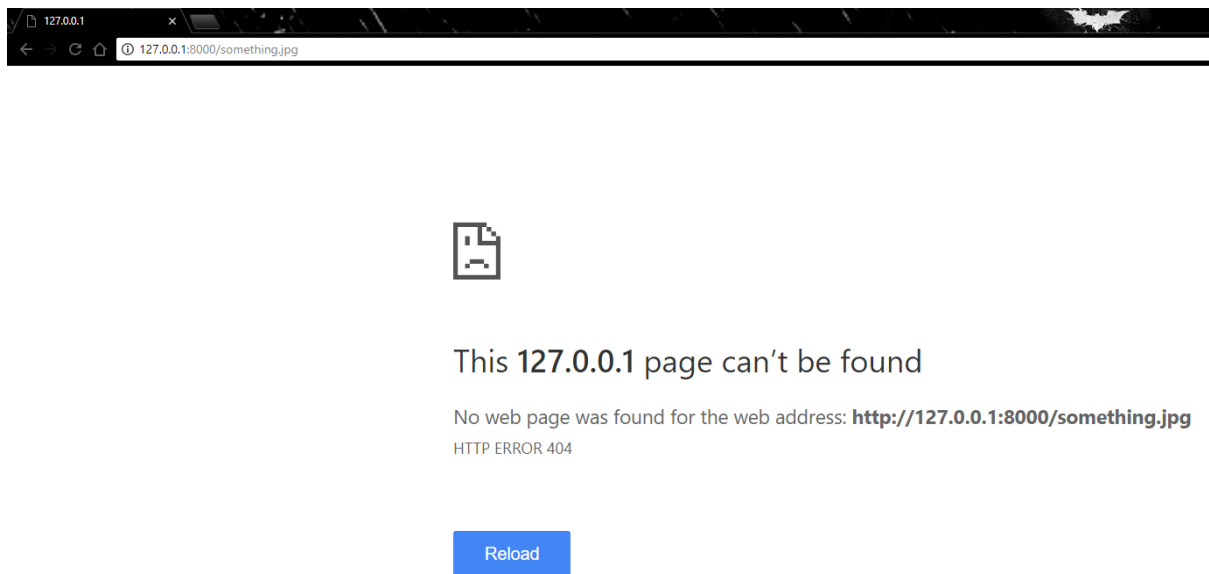 127.0.0.1
127.0.0.1:8000/something.jpg
This 127.0.0.1 page can’t be found
No web page was found for the web address: http://127.0.0.1:8000/something.jpg
HTTP ERROR 404
Reload